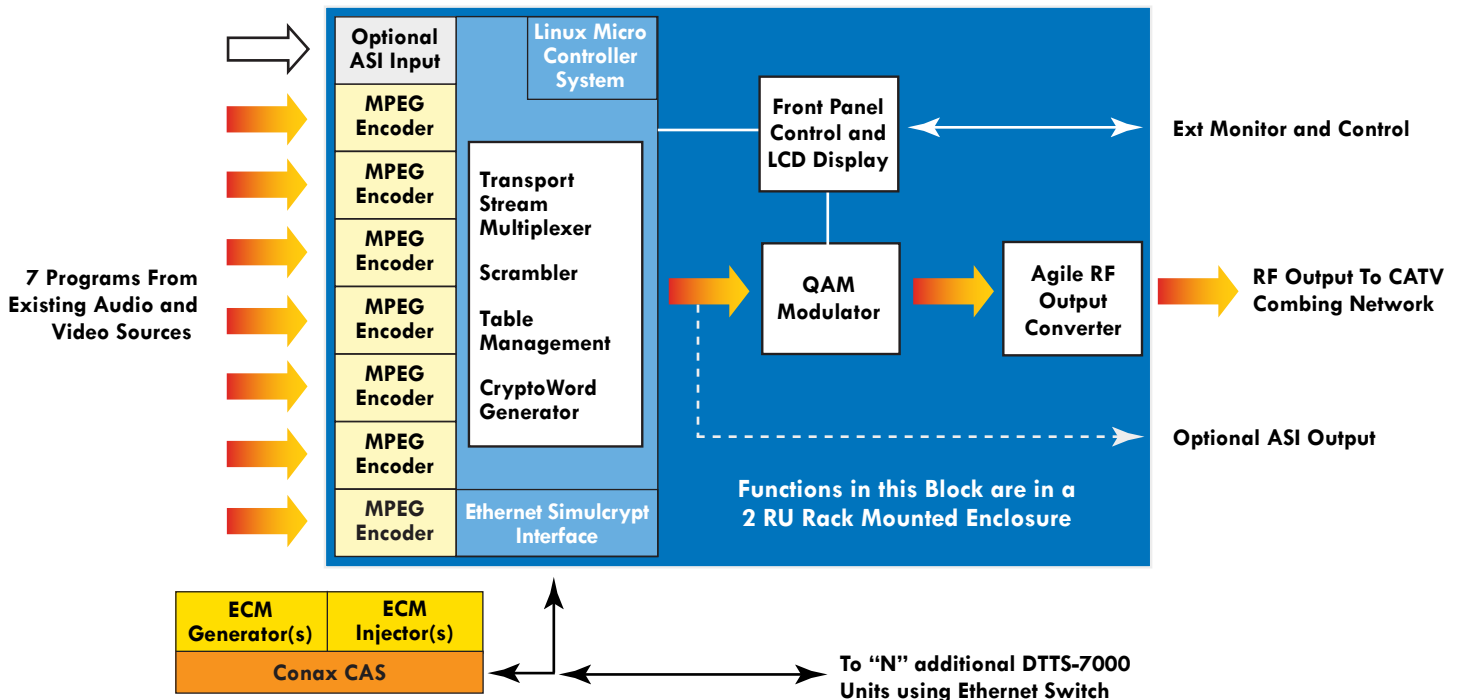 Optional
ASI Input
MPEG
Encoder
MPEG
Encoder
MPEG
Encoder
MPEG
Encoder
MPEG
Encoder
MPEG
Encoder
MPEG
Encoder
7 Programs From
Existing Audio and
Video Sources
Linux Micro
Controller
System
Transport
Stream
Multiplexer
Scrambler
Table
Management
CryptoWord
Generator
Ethernet Simulcrypt
Interface
Front Panel
Control and
LCD Display
QAM
Modulator
Agile RF
Output
Converter
Ext Monitor and Control
RF Output To CATV
Combing Network
Optional ASI Output
Functions in this Block are in a
2 RU Rack Mounted Enclosure
ECM
Generator(s)
ECM
Injector(s)
Conax CAS
To “N” additional DTTS-7000
Units using Ethernet Switch